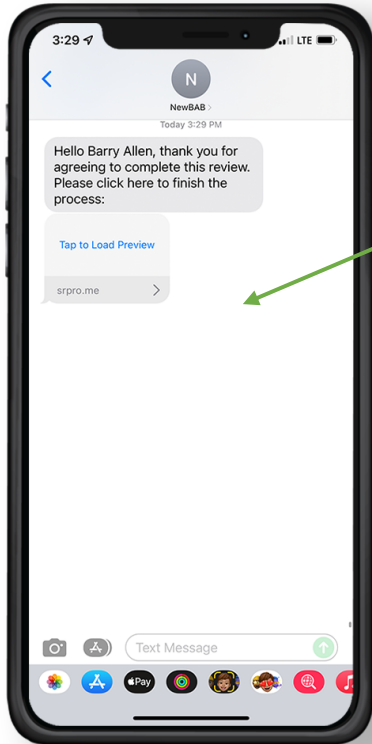 3:29 LTE
N
NewBAB >
Today 3:29 PM
Hello Barry Allen, thank you for
agreeing to complete this review.
Please click here to finish the
process:
Tap to Load Preview
srpro.me
Text Message
Pay